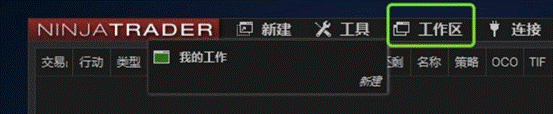 NINJATRADER 新建 工具 工作区 连接
我的工作
新建
交易 行动 类型 名称 策略 OCO TIF